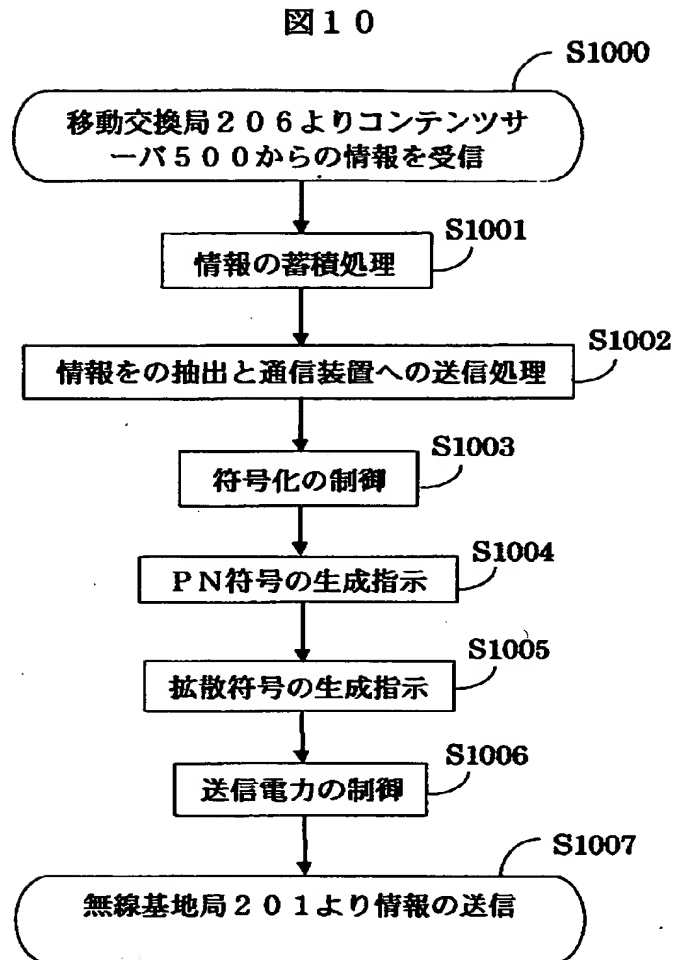 図１０
S1000
移動交換局２０６よりコンテンツサ
ーバ５００からの情報を受信
S1001
情報の蓄積処理
S1002
情報をの抽出と通信装置への送信処理
S1003
符号化の制御
S1004
ＰＮ符号の生成指示
S1005
拡散符号の生成指示
S1006
送信電力の制御
S1007
無線基地局２０１より情報の送信